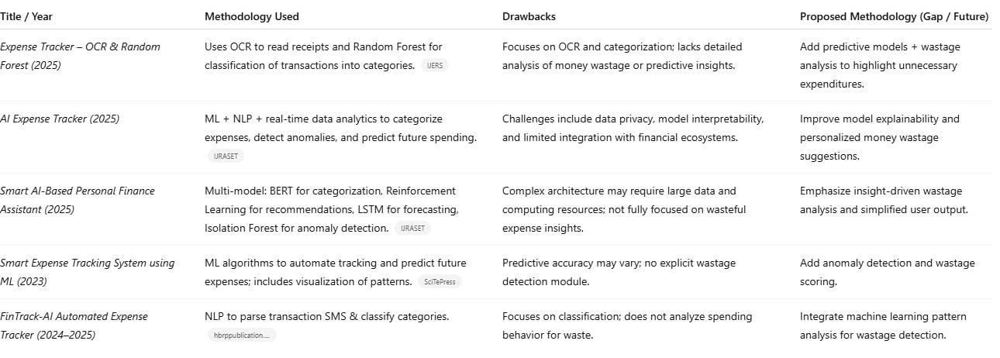 Title / Year
Methodology Used
Drawbacks
Proposed Methodology (Gap / Future)
Expense Tracker – OCR & Random
Forest (2025)
Uses OCR to read receipts and Random Forest for
classification of transactions into categories. IJERS
Focuses on OCR and categorization; lacks detailed
analysis of money wastage or predictive insights.
Add predictive models + wastage
analysis to highlight unnecessary
expenditures.
AI Expense Tracker (2025)
ML + NLP + real-time data analytics to categorize
expenses, detect anomalies, and predict future spending.
IJRASET
Challenges include data privacy, model interpretability,
and limited integration with financial ecosystems.
Improve model explainability and
personalized money wastage
suggestions.
Smart AI-Based Personal Finance
Assistant (2025)
Multi-model: BERT for categorization, Reinforcement
Learning for recommendations, LSTM for forecasting,
Isolation Forest for anomaly detection. IJRASET
Complex architecture may require large data and
computing resources; not fully focused on wasteful
expense insights.
Emphasize insight-driven wastage
analysis and simplified user output.
Smart Expense Tracking System using
ML (2023)
ML algorithms to automate tracking and predict future
expenses; includes visualization of patterns. SciTePress
Predictive accuracy may vary; no explicit wastage
detection module.
Add anomaly detection and wastage
scoring.
FinTrack-AI Automated Expense
Tracker (2024–2025)
NLP to parse transaction SMS & classify categories.
hbrppublication....
Focuses on classification; does not analyze spending
behavior for waste.
Integrate machine learning pattern
analysis for wastage detection.